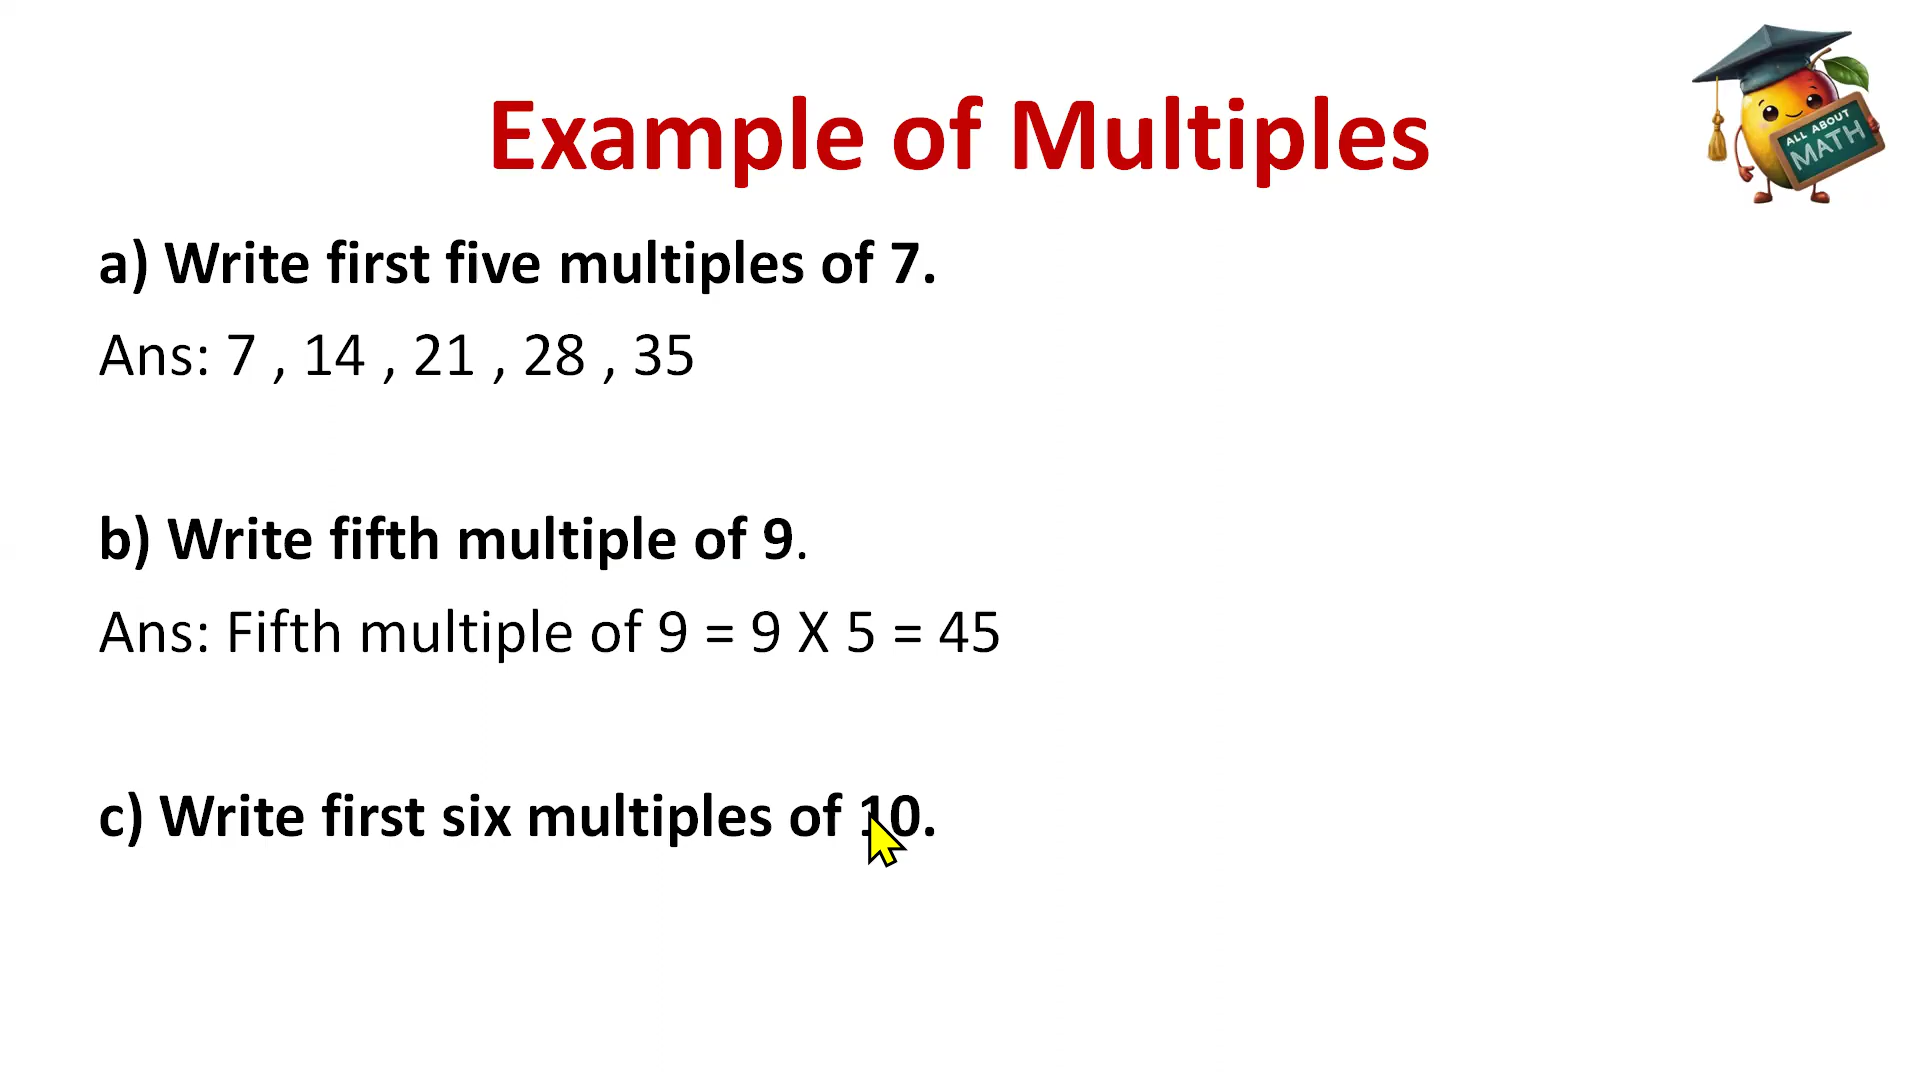 Example of Multiples
ALL ABOUT
MATH
a) Write first five multiples of 7.
Ans: 7 , 14 , 21 , 28 , 35
b) Write fifth multiple of 9.
Ans: Fifth multiple of 9 = 9 X 5 = 45
c) Write first six multiples of 10.